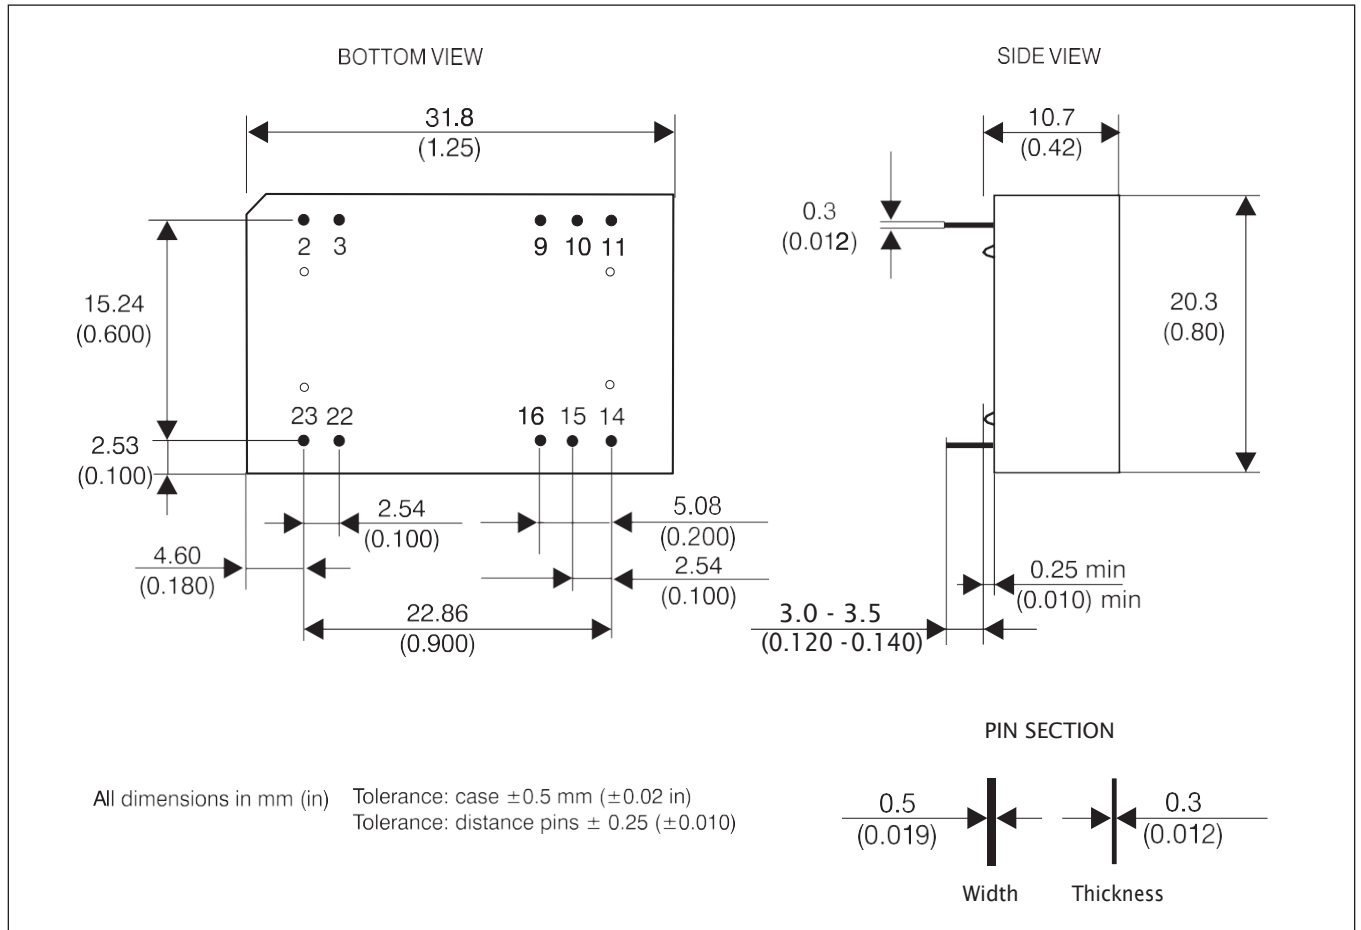 BOTTOM VIEW
SIDE VIEW
31.8
(1.25)
10.7
(0.42)
0.3
(0.012)
2 3 9 10 11
15.24
(0.600)
20.3
(0.80)
23 22 16 15 14
2.53
(0.100)
2.54
(0.100)
5.08
(0.200)
4.60
(0.180)
2.54
(0.100)
0.25 min
(0.010) min
22.86
(0.900)
3.0 - 3.5
(0.120 -0.140)
PIN SECTION
All dimensions in mm (in)
Tolerance: case ±0.5 mm (±0.02 in)
Tolerance: distance pins ± 0.25 (±0.010)
0.5
(0.019)
0.3
(0.012)
Width
Thickness